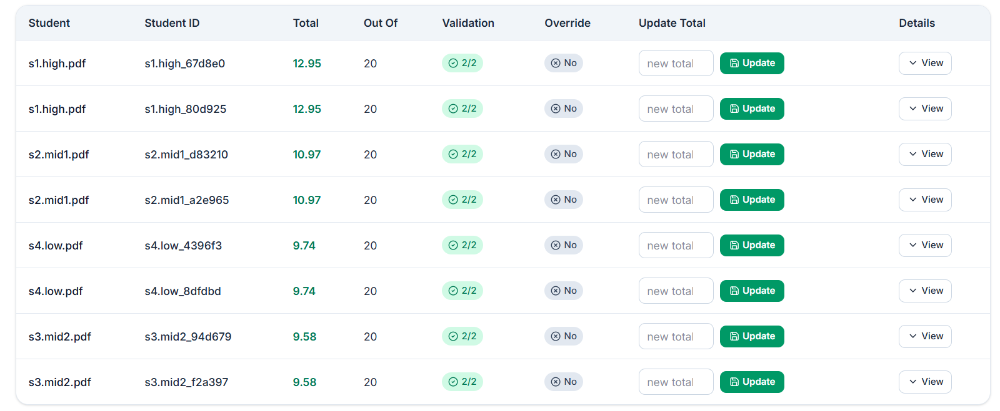 Student Student ID Total Out Of Validation Override Update Total Details
s1.high.pdf s1.high_67d8e0 12.95 20 2/2 No new total Update View
s1.high.pdf s1.high_80d925 12.95 20 2/2 No new total Update View
s2.mid1.pdf s2.mid1_d83210 10.97 20 2/2 No new total Update View
s2.mid1.pdf s2.mid1_a2e965 10.97 20 2/2 No new total Update View
s4.low.pdf s4.low_4396f3 9.74 20 2/2 No new total Update View
s4.low.pdf s4.low_8dfdbd 9.74 20 2/2 No new total Update View
s3.mid2.pdf s3.mid2_94d679 9.58 20 2/2 No new total Update View
s3.mid2.pdf s3.mid2_f2a397 9.58 20 2/2 No new total Update View